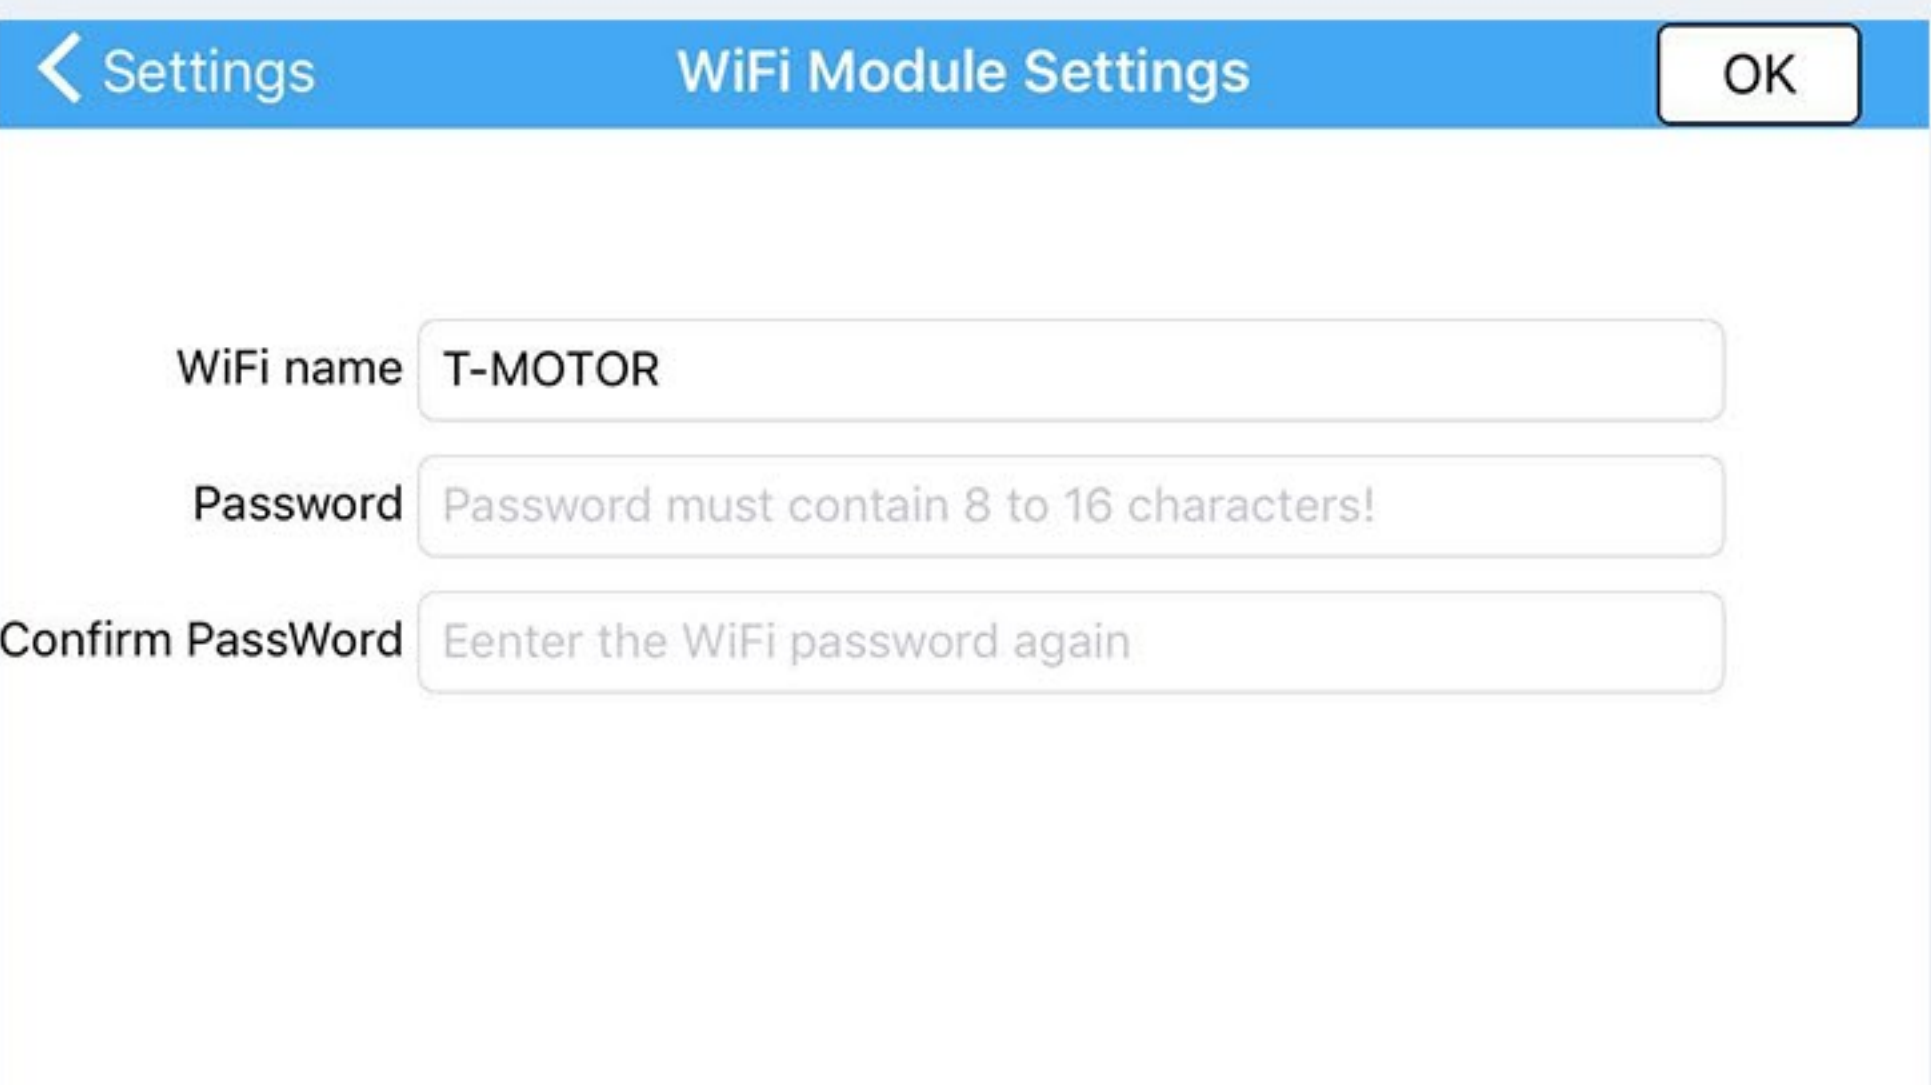 Settings
WiFi Module Settings
OK
WiFi name T-MOTOR
Password Password must contain 8 to 16 characters!
Confirm PassWord Eenter the WiFi password again